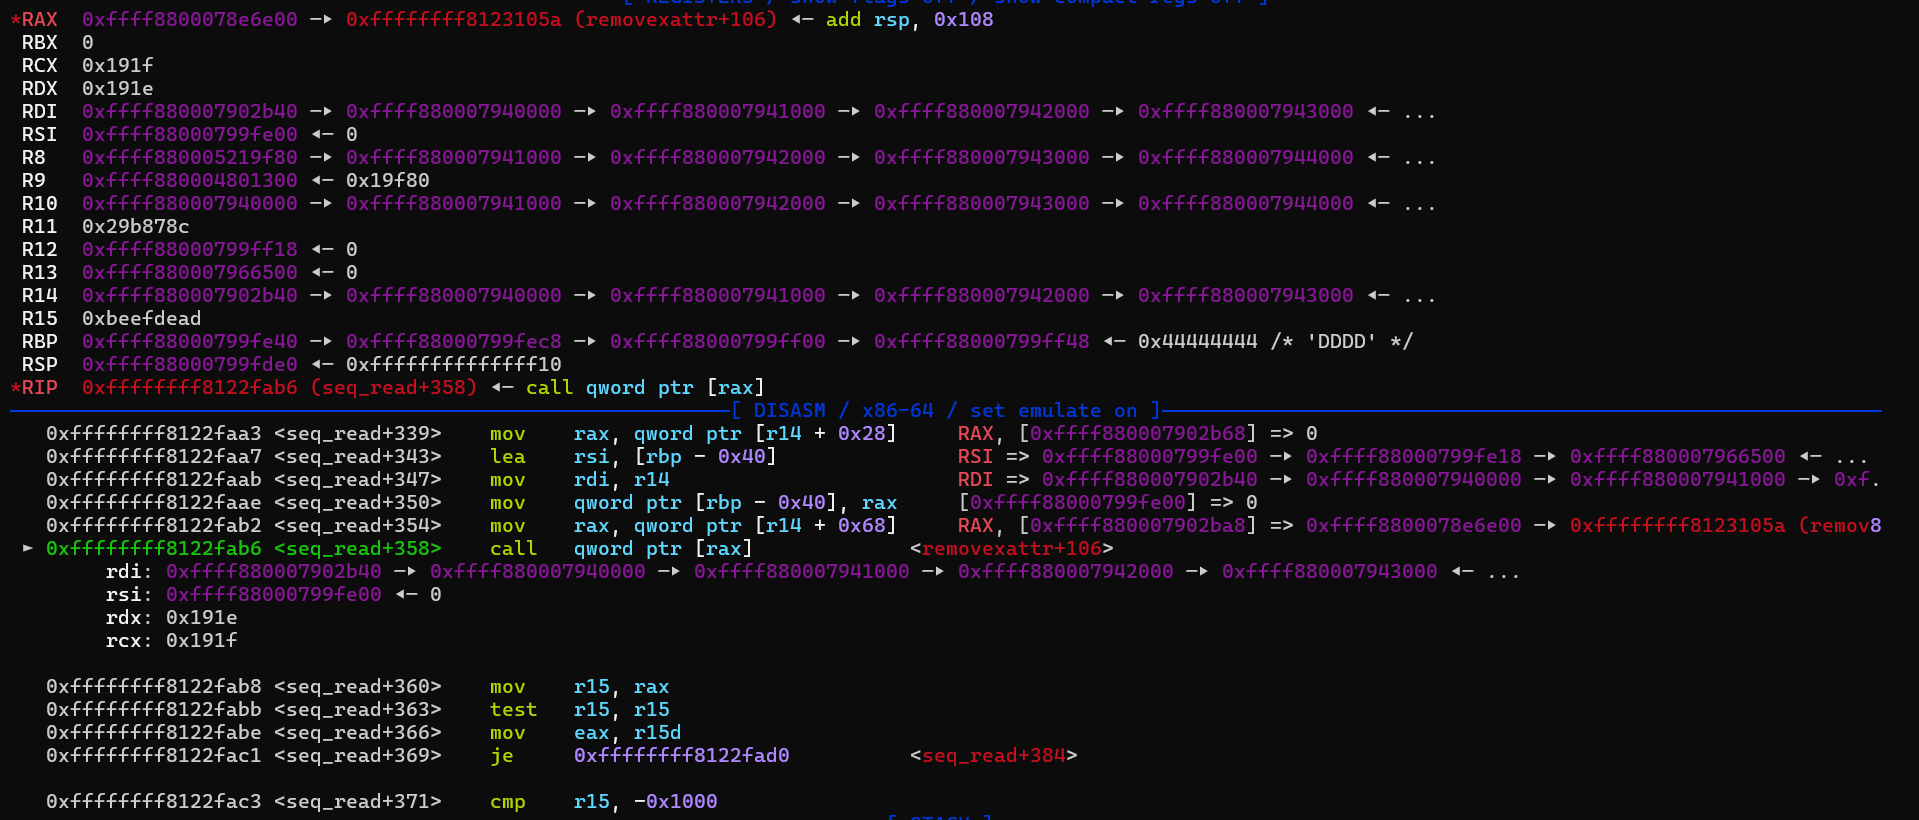 [ REGISTERS / show-flags off / show-compact-regs off ]
*RAX  0xffff8800078e6e00 —▸ 0xffffffff8123105a (removexattr+106) ◂— add rsp, 0x108
 RBX  0
 RCX  0x191f
 RDX  0x191e
 RDI  0xffff880007902b40 —▸ 0xffff880007940000 —▸ 0xffff880007941000 —▸ 0xffff880007942000 —▸ 0xffff880007943000 ◂— ...
 RSI  0xffff88000799fe00 ◂— 0
 R8   0xffff880005219f80 —▸ 0xffff880007941000 —▸ 0xffff880007942000 —▸ 0xffff880007943000 —▸ 0xffff880007944000 ◂— ...
 R9   0xffff880004801300 ◂— 0x19f80
 R10  0xffff880007940000 —▸ 0xffff880007941000 —▸ 0xffff880007942000 —▸ 0xffff880007943000 —▸ 0xffff880007944000 ◂— ...
 R11  0x29b878c
 R12  0xffff88000799ff18 ◂— 0
 R13  0xffff880007966500 ◂— 0
 R14  0xffff880007902b40 —▸ 0xffff880007940000 —▸ 0xffff880007941000 —▸ 0xffff880007942000 —▸ 0xffff880007943000 ◂— ...
 R15  0xbeefdead
 RBP  0xffff88000799fe40 —▸ 0xffff88000799fec8 —▸ 0xffff88000799ff00 —▸ 0xffff88000799ff48 ◂— 0x44444444 /* 'DDDD' */
 RSP  0xffff88000799fde0 ◂— 0xffffffffffffff10
*RIP  0xffffffff8122fab6 (seq_read+358) ◂— call qword ptr [rax]
[ DISASM / x86-64 / set emulate on ]
   0xffffffff8122faa3 <seq_read+339>    mov    rax, qword ptr [r14 + 0x28]     RAX, [0xffff880007902b68] => 0
   0xffffffff8122faa7 <seq_read+343>    lea    rsi, [rbp - 0x40]               RSI => 0xffff88000799fe00 —▸ 0xffff88000799fe18 —▸ 0xffff880007966500 ◂— ...
   0xffffffff8122faab <seq_read+347>    mov    rdi, r14                        RDI => 0xffff880007902b40 —▸ 0xffff880007940000 —▸ 0xffff880007941000 —▸ 0xf.
   0xffffffff8122faae <seq_read+350>    mov    qword ptr [rbp - 0x40], rax     [0xffff88000799fe00] => 0
   0xffffffff8122fab2 <seq_read+354>    mov    rax, qword ptr [r14 + 0x68]     RAX, [0xffff880007902ba8] => 0xffff8800078e6e00 —▸ 0xffffffff8123105a (remov8
 ► 0xffffffff8122fab6 <seq_read+358>    call   qword ptr [rax]             <removexattr+106>
        rdi: 0xffff880007902b40 —▸ 0xffff880007940000 —▸ 0xffff880007941000 —▸ 0xffff880007942000 —▸ 0xffff880007943000 ◂— ...
        rsi: 0xffff88000799fe00 ◂— 0
        rdx: 0x191e
        rcx: 0x191f
   0xffffffff8122fab8 <seq_read+360>    mov    r15, rax
   0xffffffff8122fabb <seq_read+363>    test   r15, r15
   0xffffffff8122fabe <seq_read+366>    mov    eax, r15d
   0xffffffff8122fac1 <seq_read+369>    je     0xffffffff8122fad0          <seq_read+384>
   0xffffffff8122fac3 <seq_read+371>    cmp    r15, -0x1000
[ STACK ]